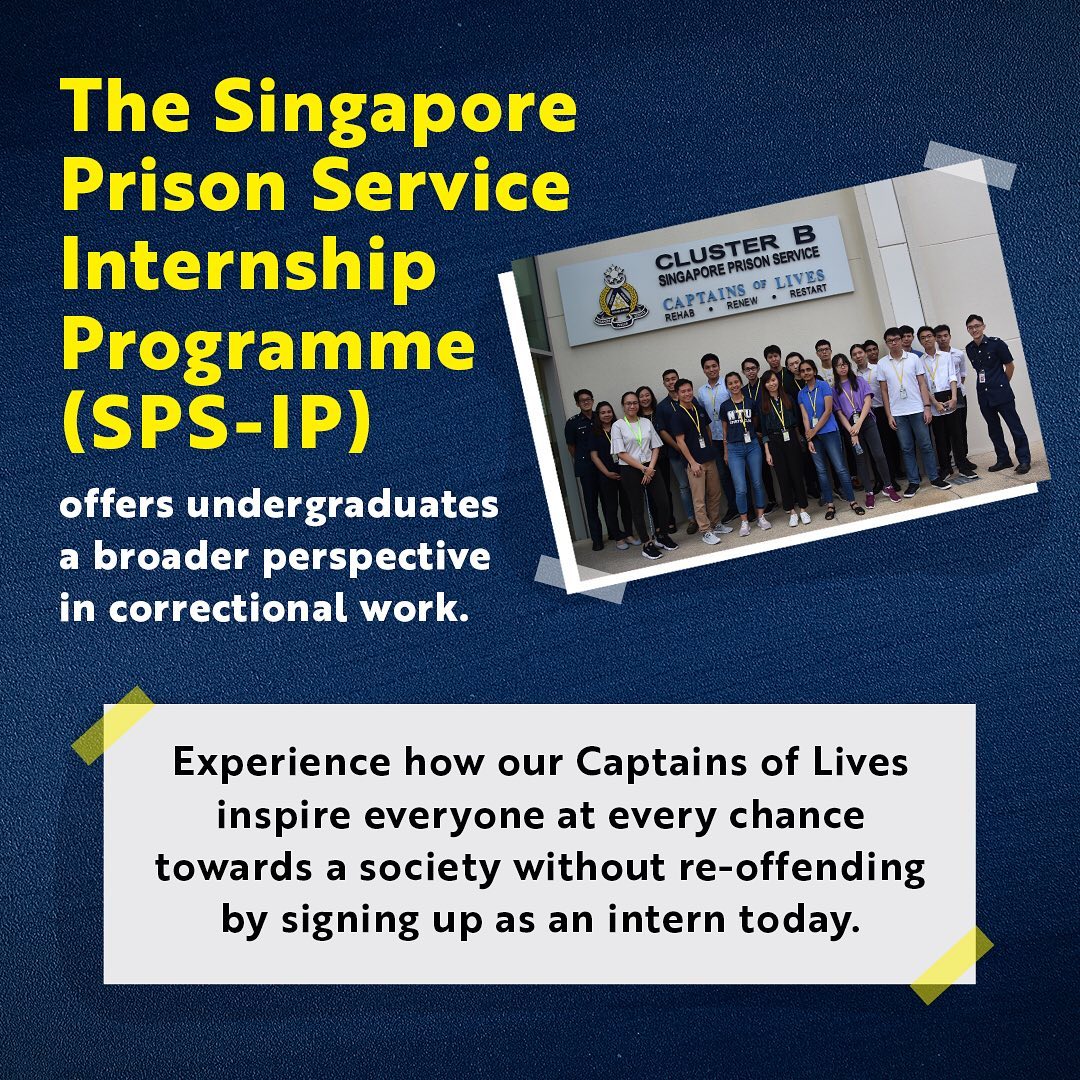 The Singapore
Prison Service
Internship
Programme
(SPS-IP)
offers undergraduates
a broader perspective
in correctional work.
CLUSTER B
SINGAPORE PRISON SERVICE
CAPTAINS OF LIVES
REHAB • RENEW • RESTART
NTU
Experience how our Captains of Lives
inspire everyone at every chance
towards a society without re-offending
by signing up as an intern today.